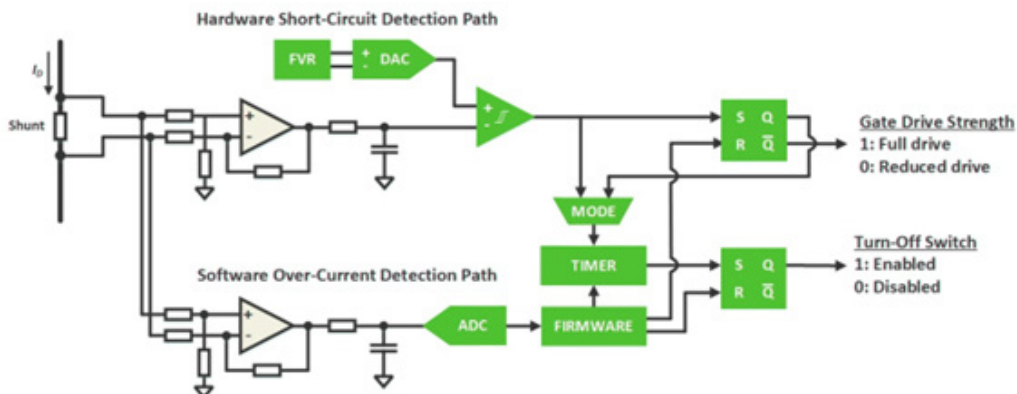 Hardware Short-Circuit Detection Path
FVR
+
-
DAC
I_D
Shunt
+
-
+
-
S Q
R Q̅
Gate Drive Strength
1: Full drive
0: Reduced drive
MODE
TIMER
S Q
R Q̅
Turn-Off Switch
1: Enabled
0: Disabled
Software Over-Current Detection Path
+
-
ADC
FIRMWARE